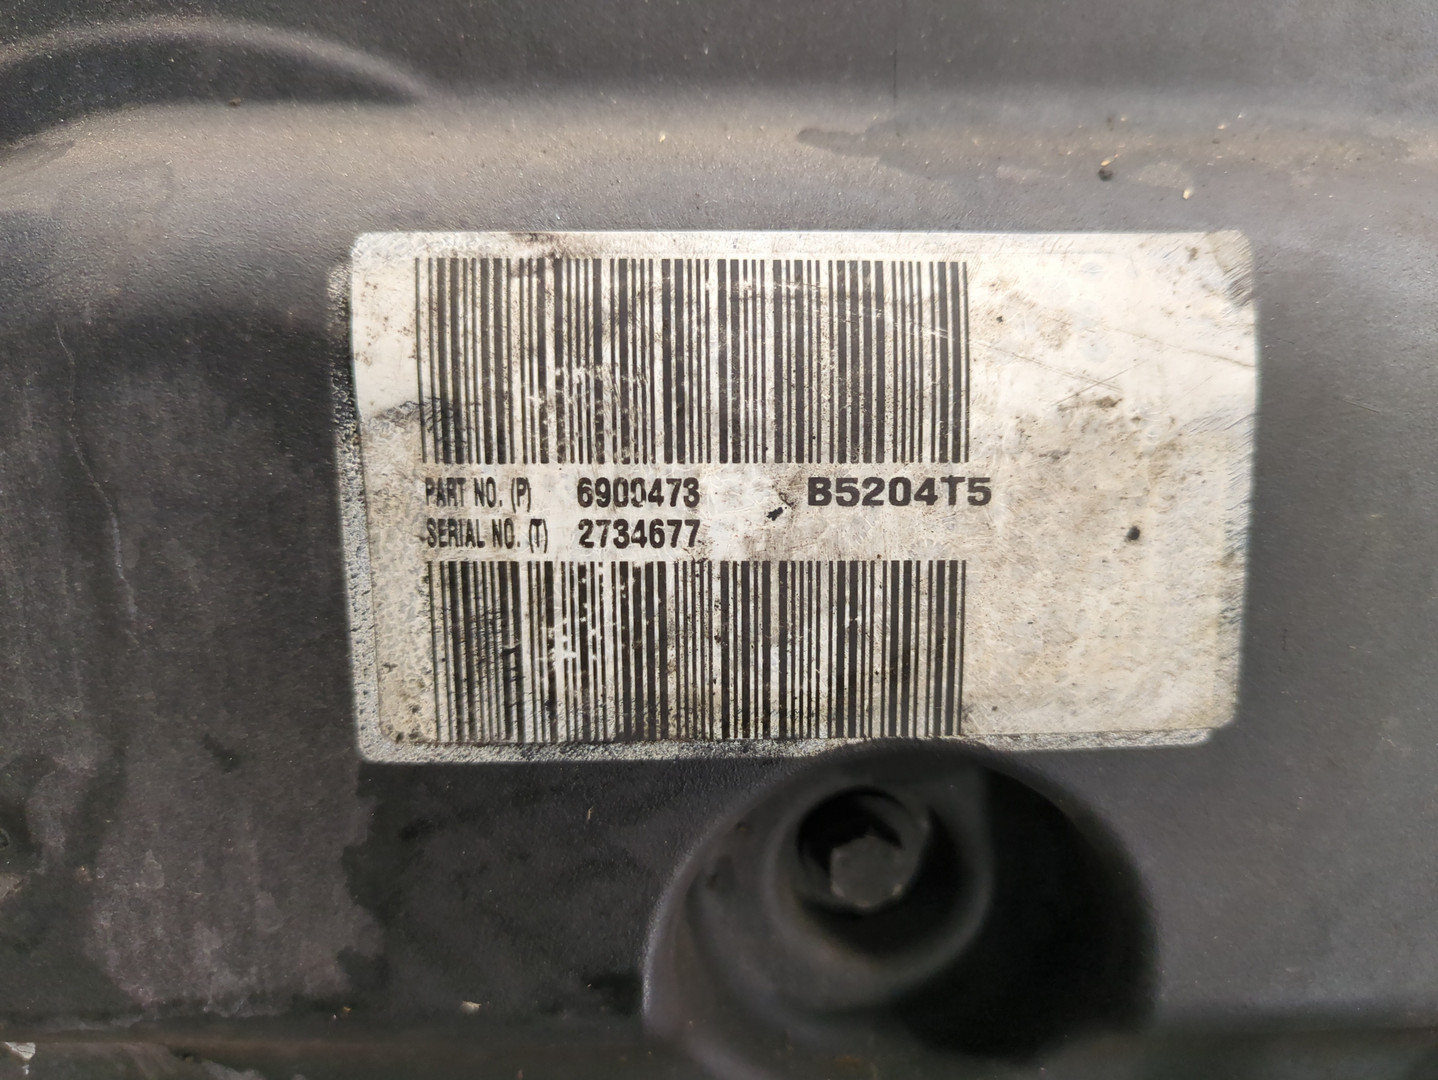 PART NO. (P) 6900473 B5204T5
SERIAL NO. (T) 2734677